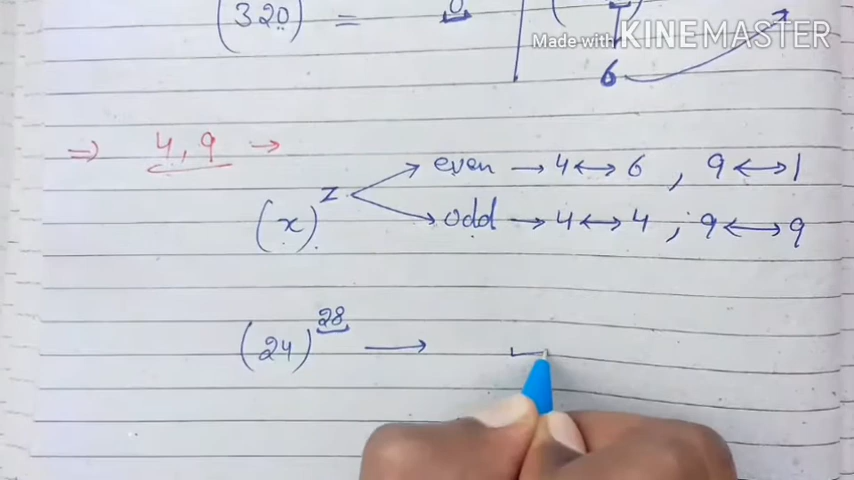 (320) = 0
Made with KINEMASTER
6
⇒ 4, 9 →
(x)^z even → 4 ↔ 6 , 9 ↔ 1
odd → 4 ↔ 4 ; 9 ↔ 9
(24)^28 →